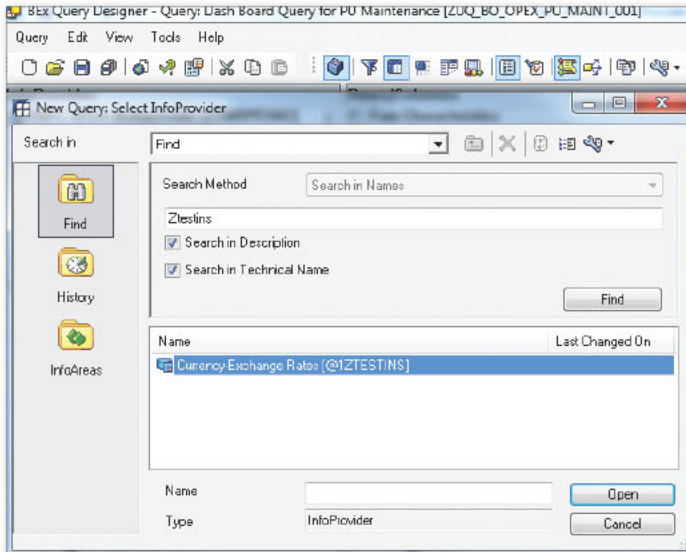 BEx Query Designer - Query: Dash Board Query for PU Maintenance [ZUQ_BO_OPEX_PU_MAINT_001]
Query Edit View Tools Help
New Query: Select InfoProvider
Search in
Find
Find
Search Method
Search in Names
Ztestins
Search in Description
Search in Technical Name
Find
History
InfoAreas
Name Last Changed On
Currency Exchange Rates [@1ZTESTINS]
Name
Open
Type
InfoProvider
Cancel